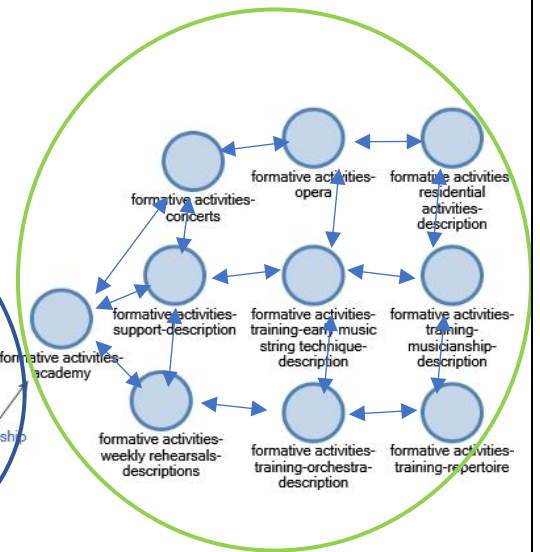 formative activities-
concerts
formative activities-
opera
formative activities
residential
activities-
description
formative activities-
support-description
formative activities-
training-early music
string technique-
description
formative activities-
training-
musicianship-
description
formative activities-
academy
ship
formative activities-
weekly rehearsals-
descriptions
formative activities-
training-orchestra-
description
formative activities-
training-repertoire